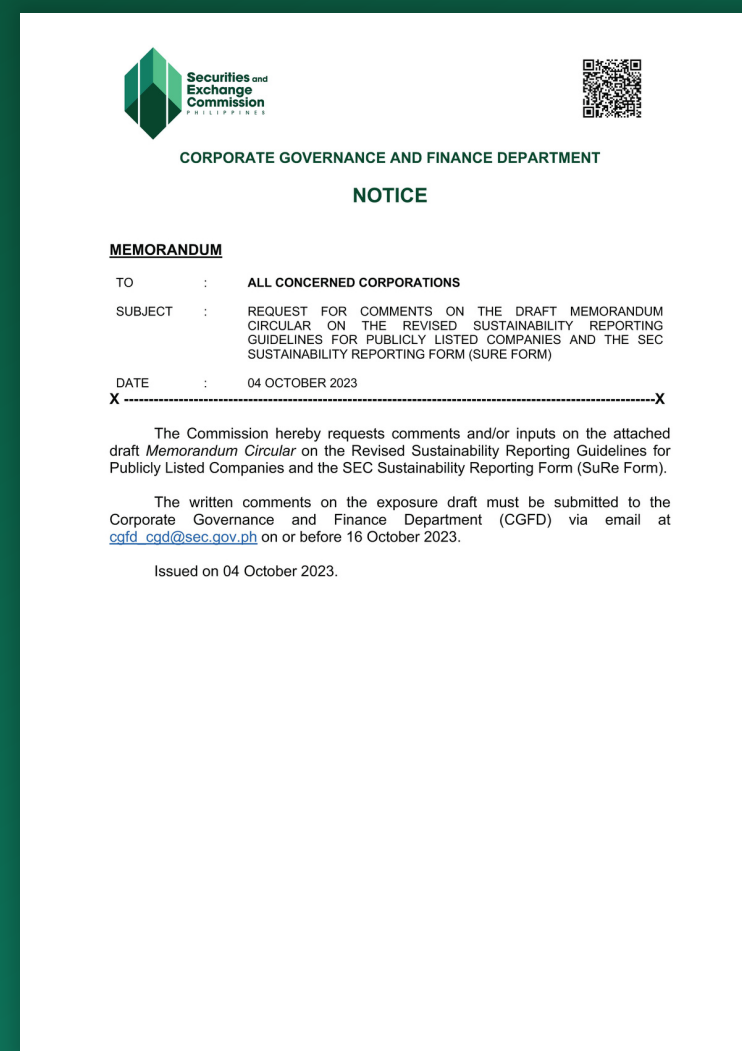 Securities and
Exchange
Commission
PHILIPPINES
CORPORATE GOVERNANCE AND FINANCE DEPARTMENT
NOTICE
MEMORANDUM
TO : ALL CONCERNED CORPORATIONS
SUBJECT : REQUEST FOR COMMENTS ON THE DRAFT MEMORANDUM
CIRCULAR ON THE REVISED SUSTAINABILITY REPORTING
GUIDELINES FOR PUBLICLY LISTED COMPANIES AND THE SEC
SUSTAINABILITY REPORTING FORM (SURE FORM)
DATE : 04 OCTOBER 2023
X -----------------------------------------------------------------------------------------------------------X
The Commission hereby requests comments and/or inputs on the attached
draft Memorandum Circular on the Revised Sustainability Reporting Guidelines for
Publicly Listed Companies and the SEC Sustainability Reporting Form (SuRe Form).
The written comments on the exposure draft must be submitted to the
Corporate Governance and Finance Department (CGFD) via email at
cgfd_cgd@sec.gov.ph on or before 16 October 2023.
Issued on 04 October 2023.